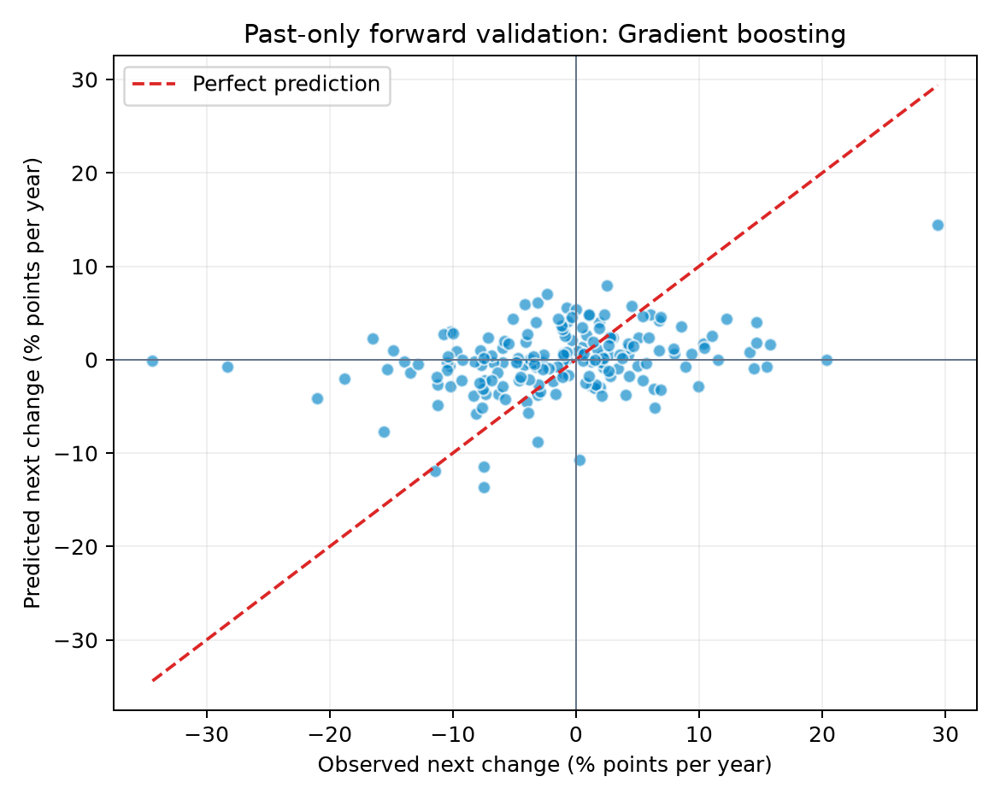 Past-only forward validation: Gradient boosting
Perfect prediction
30
20
10
0
−10
−20
−30
Predicted next change (% points per year)
−30 −20 −10 0 10 20 30
Observed next change (% points per year)